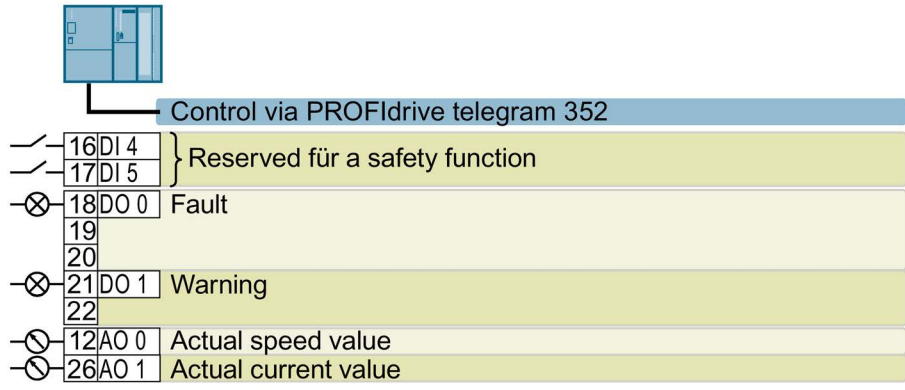 Control via PROFIdrive telegram 352
16 DI 4
17 DI 5
Reserved für a safety function
18 DO 0 Fault
19
20
21 DO 1 Warning
22
12 AO 0 Actual speed value
26 AO 1 Actual current value